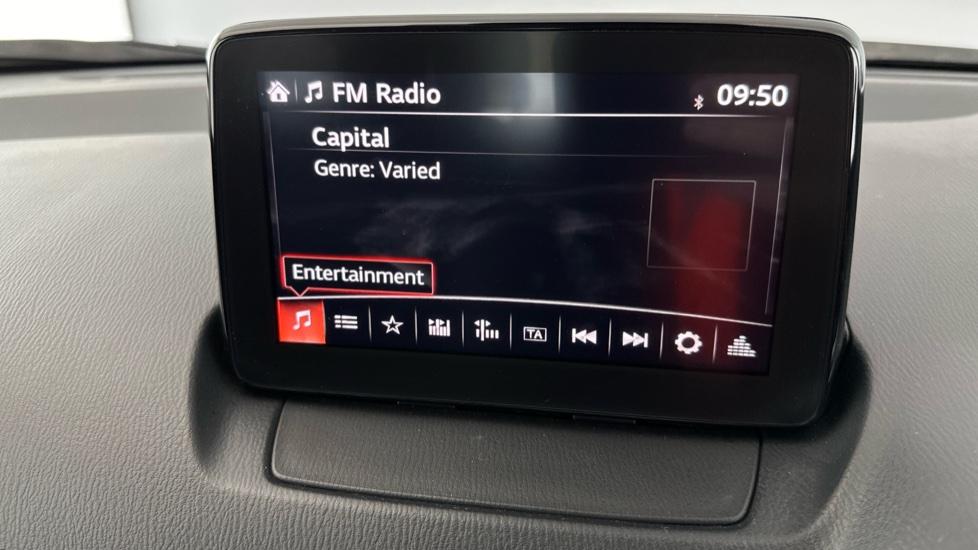 FM Radio
09:50
Capital
Genre: Varied
Entertainment
TA